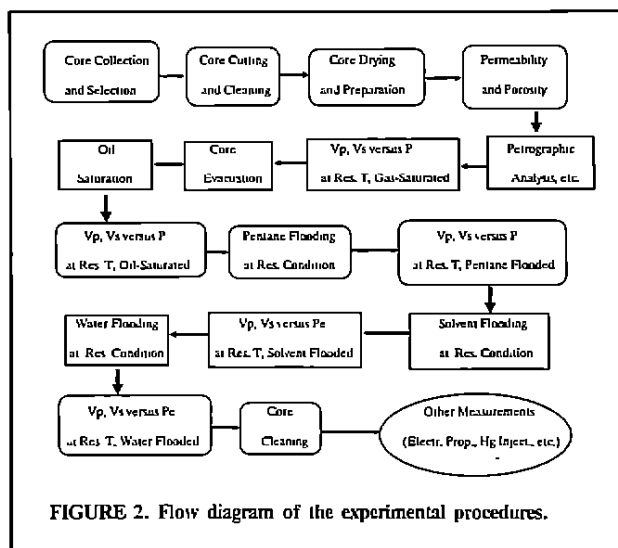 Core Collection
and Selection
Core Cutting
and Cleaning
Core Drying
and Preparation
Permeability
and Porosity
Petrographic
Analysis, etc.
Vp, Vs versus P
at Res. T, Gas-Saturated
Core
Evacuation
Oil
Saturation
Vp, Vs versus P
at Res. T, Oil-Saturated
Pentane Flooding
at Res. Condition
Vp, Vs versus P
at Res. T, Pentane Flooded
Solvent Flooding
at Res. Condition
Vp, Vs versus Pe
at Res. T, Solvent Flooded
Water Flooding
at Res. Condition
Vp, Vs versus Pe
at Res. T, Water Flooded
Core
Cleaning
Other Measurements
(Electr. Prop., Hg Inject., etc.)
FIGURE 2. Flow diagram of the experimental procedures.